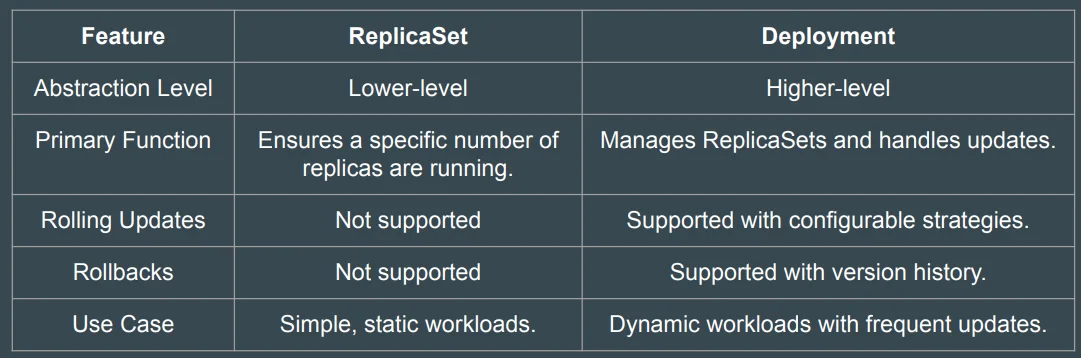 Feature ReplicaSet Deployment
Abstraction Level Lower-level Higher-level
Primary Function Ensures a specific number of Manages ReplicaSets and handles updates.
replicas are running.
Rolling Updates Not supported Supported with configurable strategies.
Rollbacks Not supported Supported with version history.
Use Case Simple, static workloads. Dynamic workloads with frequent updates.